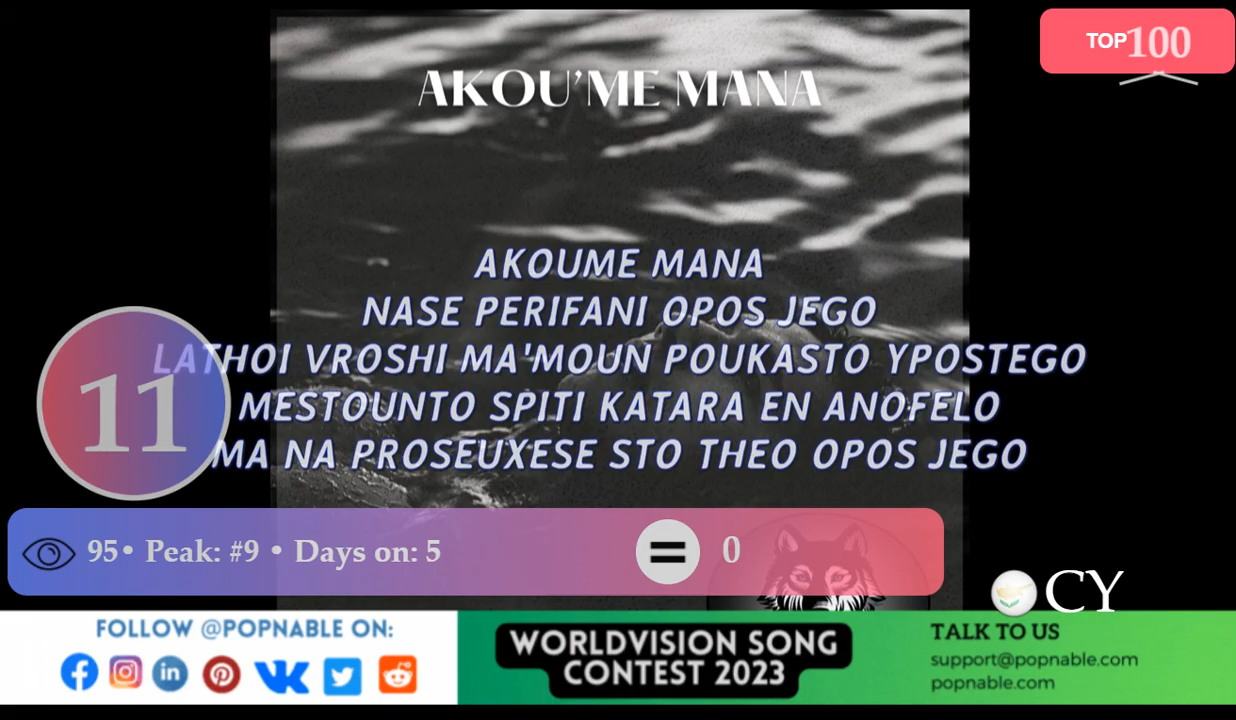 TOP100
AKOU'ME MANA
AKOUME MANA
NASE PERIFANI OPOS JEGO
LATHOI VROSHI MA'MOUN POUKASTO YPOSTEGO
11
MESTOUNTO SPITI KATARA EN ANOFELO
MA NA PROSEUXESE STO THEO OPOS JEGO
95• Peak: #9 • Days on: 5
= 0
CY
FOLLOW @POPNABLE ON:
WORLDVISION SONG
CONTEST 2023
TALK TO US
support@popnable.com
popnable.com